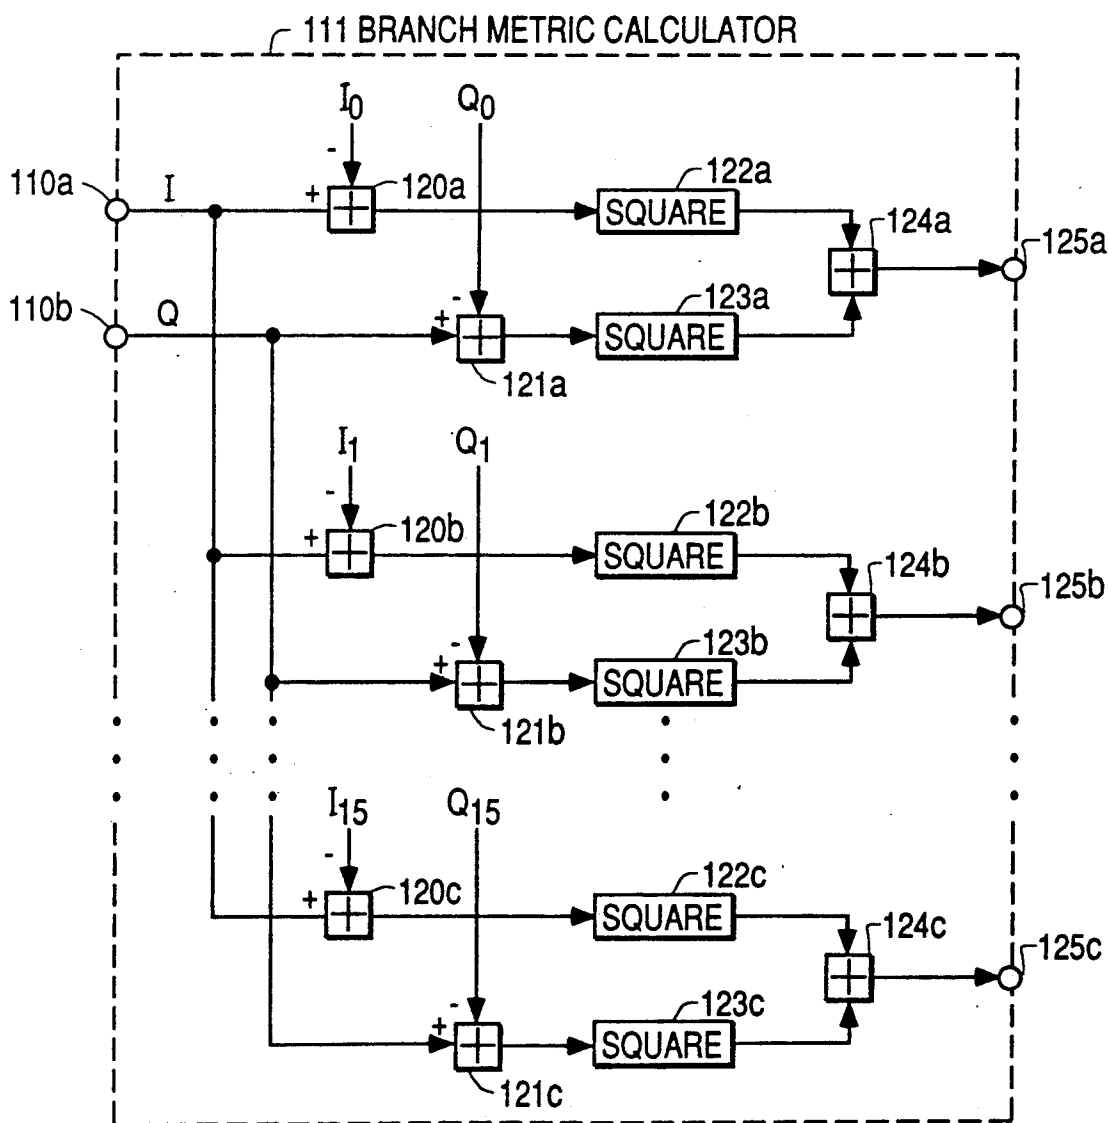 111 BRANCH METRIC CALCULATOR
I0 Q0
- 
110a I + 120a 122a
SQUARE 124a 125a
110b Q + - 123a
SQUARE
121a
I1 Q1
-
+ 120b 122b
SQUARE 124b 125b
+ - 123b
SQUARE
121b
I15 Q15
-
+ 120c 122c
SQUARE 124c 125c
+ - 123c
SQUARE
121c